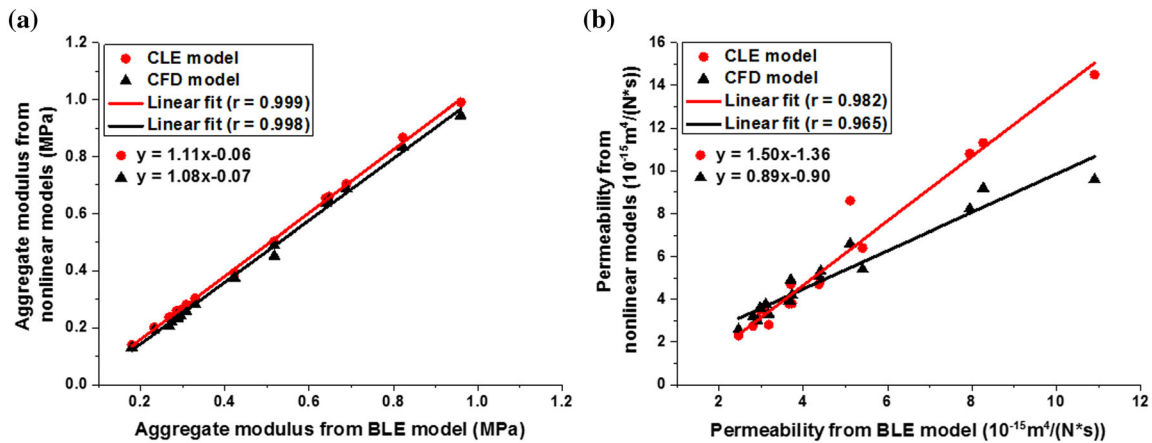 (a)
1.2
1.0
0.8
0.6
0.4
0.2
0.0
Aggregate modulus from
nonlinear models (MPa)
CLE model
CFD model
Linear fit (r = 0.999)
Linear fit (r = 0.998)
y = 1.11x-0.06
y = 1.08x-0.07
0.2 0.4 0.6 0.8 1.0 1.2
Aggregate modulus from BLE model (MPa)
(b)
16
14
12
10
8
6
4
2
0
Permeability from
nonlinear models (10⁻¹⁵m⁴/(N*s))
CLE model
CFD model
Linear fit (r = 0.982)
Linear fit (r = 0.965)
y = 1.50x-1.36
y = 0.89x-0.90
2 4 6 8 10 12
Permeability from BLE model (10⁻¹⁵m⁴/(N*s))